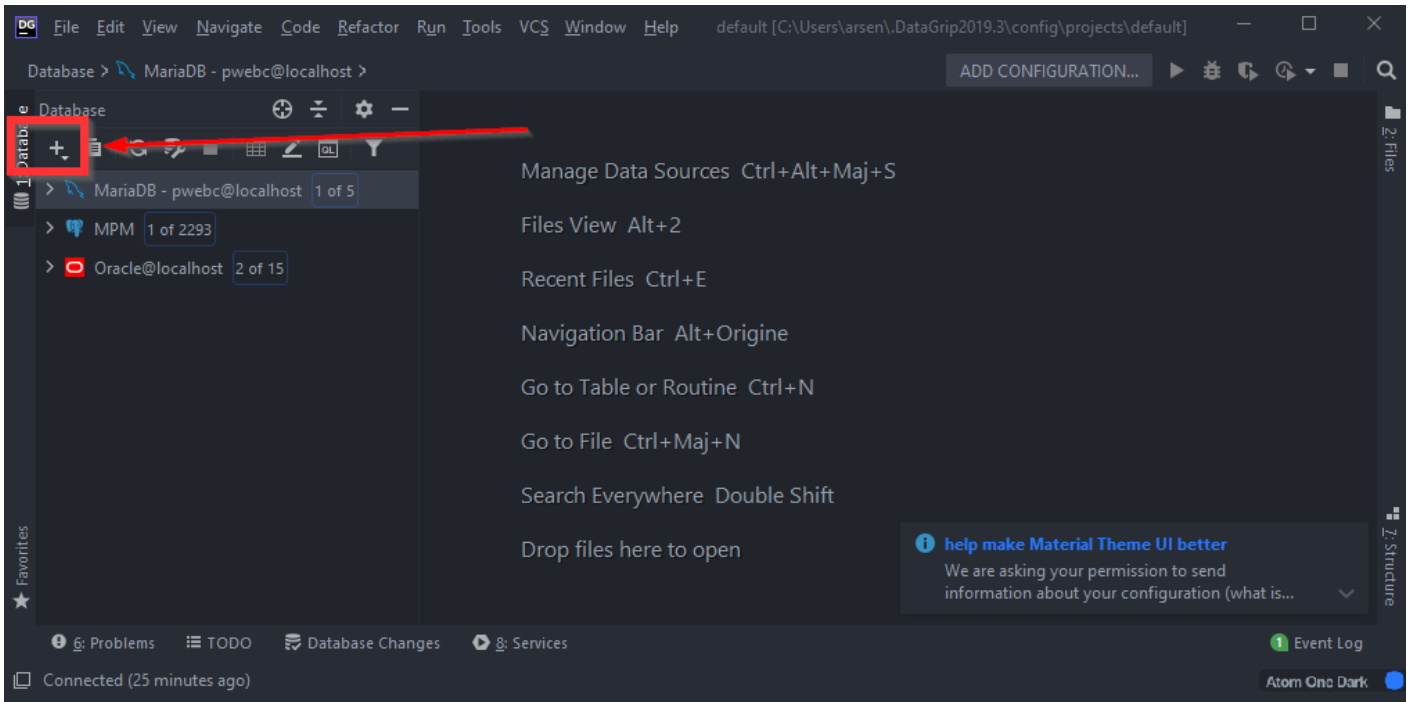 DG File Edit View Navigate Code Refactor Run Tools VCS Window Help default [C:\Users\arsen\.DataGrip2019.3\config\projects\default]
Database > MariaDB - pwebc@localhost > ADD CONFIGURATION...
Database
QL
MariaDB - pwebc@localhost 1 of 5
MPM 1 of 2293
Oracle@localhost 2 of 15
1: Database
Favorites
Manage Data Sources Ctrl+Alt+Maj+S
Files View Alt+2
Recent Files Ctrl+E
Navigation Bar Alt+Origine
Go to Table or Routine Ctrl+N
Go to File Ctrl+Maj+N
Search Everywhere Double Shift
Drop files here to open
2: Files
7: Structure
help make Material Theme UI better
We are asking your permission to send
information about your configuration (what is...
6: Problems TODO Database Changes 8: Services 1 Event Log
Connected (25 minutes ago) Atom One Dark